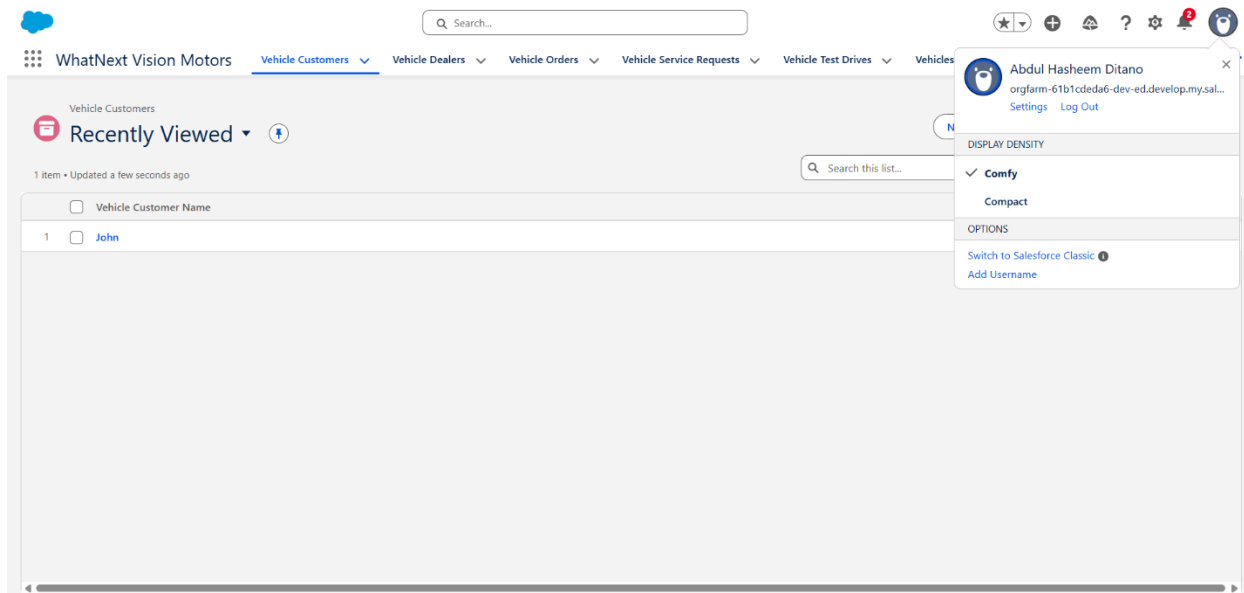 Search...
2
WhatNext Vision Motors
Vehicle Customers
Vehicle Dealers
Vehicle Orders
Vehicle Service Requests
Vehicle Test Drives
Vehicles
Abdul Hasheem Ditano
orgfarm-61b1cdeda6-dev-ed.develop.my.sal...
Settings Log Out
DISPLAY DENSITY
Comfy
Compact
OPTIONS
Switch to Salesforce Classic
Add Username
Vehicle Customers
Recently Viewed
N
1 item • Updated a few seconds ago
Search this list...
Vehicle Customer Name
1 John